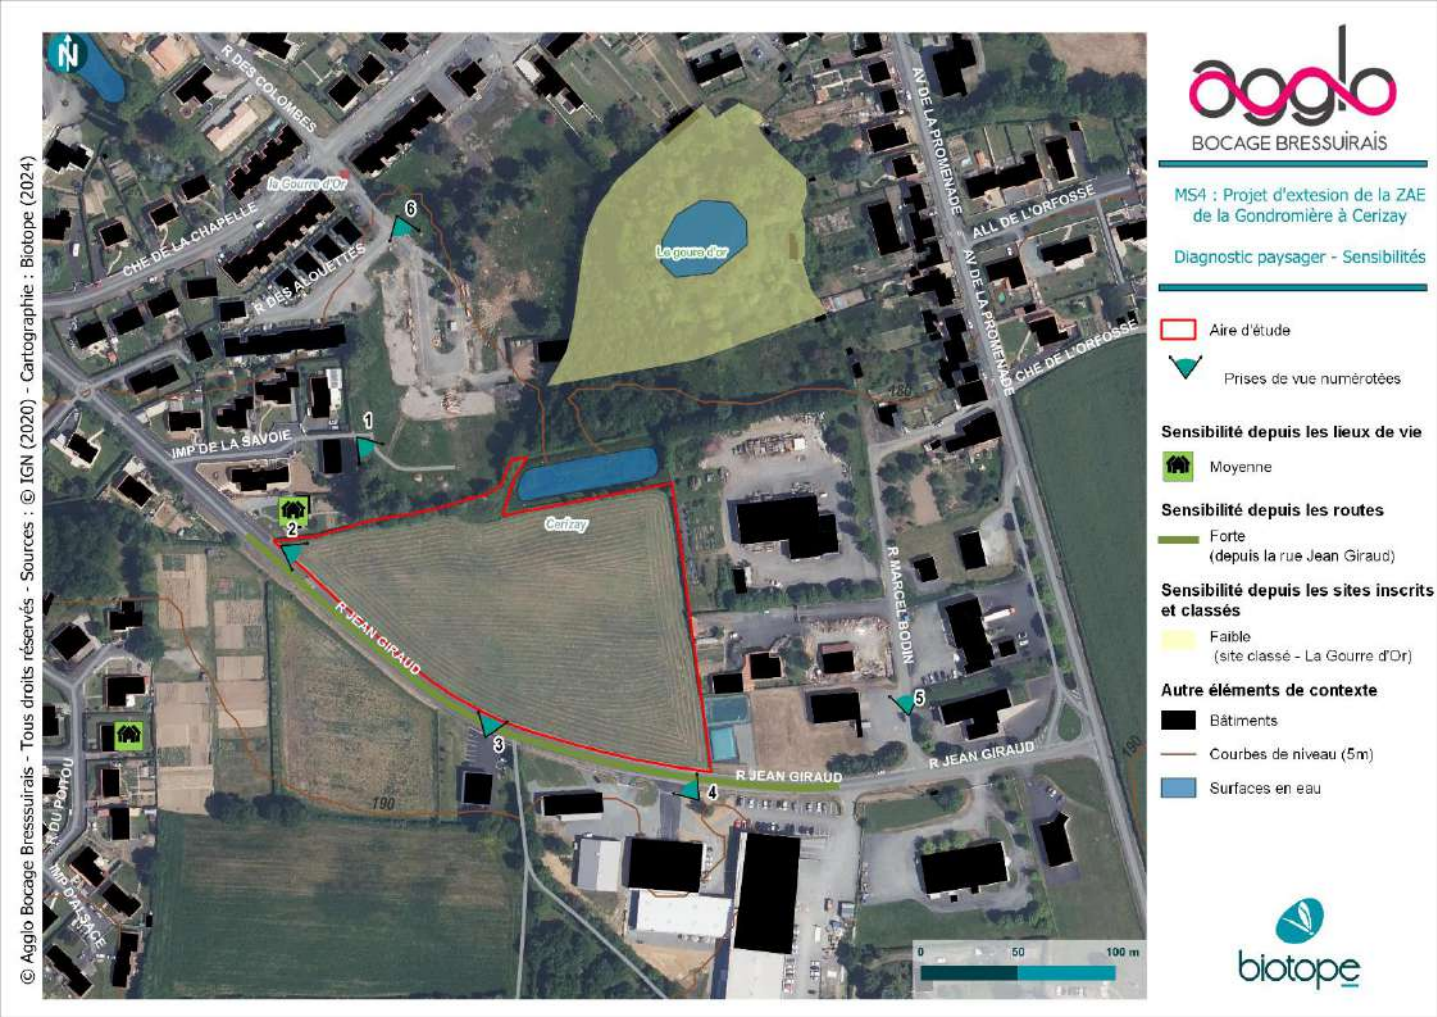 © Agglo Bocage Bresssuirais - Tous droits réservés - Sources : © IGN (2020) - Cartographie : Biotope (2024)
N
R DES COLOMBES
la Gourre d'Or
CHE DE LA CHAPELLE
R DES ALOUETTES
6
Le goure d'or
AV DE LA PROMENADE
ALL DE L'ORFOSSE
AV DE LA PROMENADE
CHE DE L'ORFOSSE
180
1
IMP DE LA SAVOIE
2
Cerizay
R JEAN GIRAUD
R MARCEL BODIN
3
5
4
R JEAN GIRAUD
R JEAN GIRAUD
190
190
R DU POITOU
IMP D'ALSACE
0 50 100 m
agglo
BOCAGE BRESSUIRAIS
MS4 : Projet d'extesion de la ZAE
de la Gondromière à Cerizay
Diagnostic paysager - Sensibilités
Aire d'étude
Prises de vue numérotées
Sensibilité depuis les lieux de vie
Moyenne
Sensibilité depuis les routes
Forte
(depuis la rue Jean Giraud)
Sensibilité depuis les sites inscrits
et classés
Faible
(site classé - La Gourre d'Or)
Autre éléments de contexte
Bâtiments
Courbes de niveau (5m)
Surfaces en eau
biotope